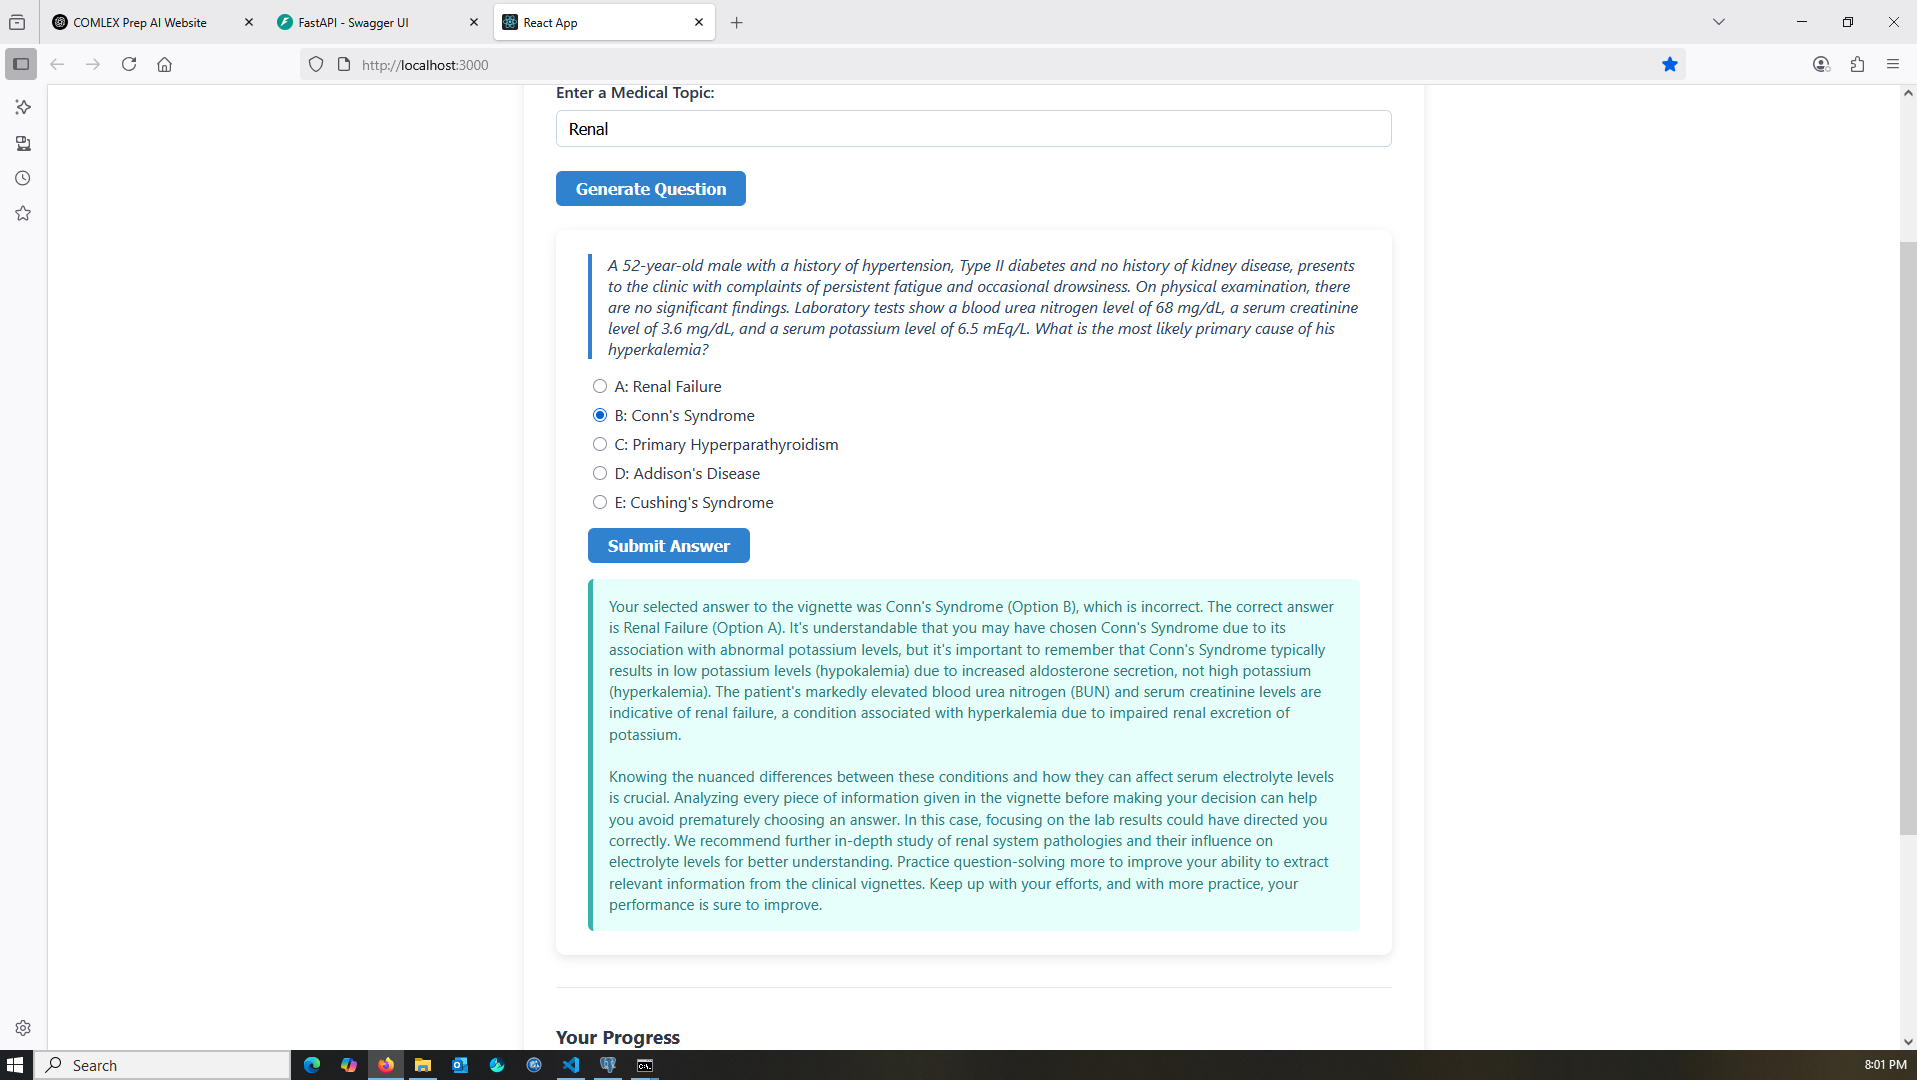 COMLEX Prep AI Website
FastAPI - Swagger UI
React App
http://localhost:3000
Enter a Medical Topic:
Renal
Generate Question
A 52-year-old male with a history of hypertension, Type II diabetes and no history of kidney disease, presents
to the clinic with complaints of persistent fatigue and occasional drowsiness. On physical examination, there
are no significant findings. Laboratory tests show a blood urea nitrogen level of 68 mg/dL, a serum creatinine
level of 3.6 mg/dL, and a serum potassium level of 6.5 mEq/L. What is the most likely primary cause of his
hyperkalemia?
A: Renal Failure
B: Conn's Syndrome
C: Primary Hyperparathyroidism
D: Addison's Disease
E: Cushing's Syndrome
Submit Answer
Your selected answer to the vignette was Conn's Syndrome (Option B), which is incorrect. The correct answer
is Renal Failure (Option A). It's understandable that you may have chosen Conn's Syndrome due to its
association with abnormal potassium levels, but it's important to remember that Conn's Syndrome typically
results in low potassium levels (hypokalemia) due to increased aldosterone secretion, not high potassium
(hyperkalemia). The patient's markedly elevated blood urea nitrogen (BUN) and serum creatinine levels are
indicative of renal failure, a condition associated with hyperkalemia due to impaired renal excretion of
potassium.
Knowing the nuanced differences between these conditions and how they can affect serum electrolyte levels
is crucial. Analyzing every piece of information given in the vignette before making your decision can help
you avoid prematurely choosing an answer. In this case, focusing on the lab results could have directed you
correctly. We recommend further in-depth study of renal system pathologies and their influence on
electrolyte levels for better understanding. Practice question-solving more to improve your ability to extract
relevant information from the clinical vignettes. Keep up with your efforts, and with more practice, your
performance is sure to improve.
Your Progress
Search
8:01 PM